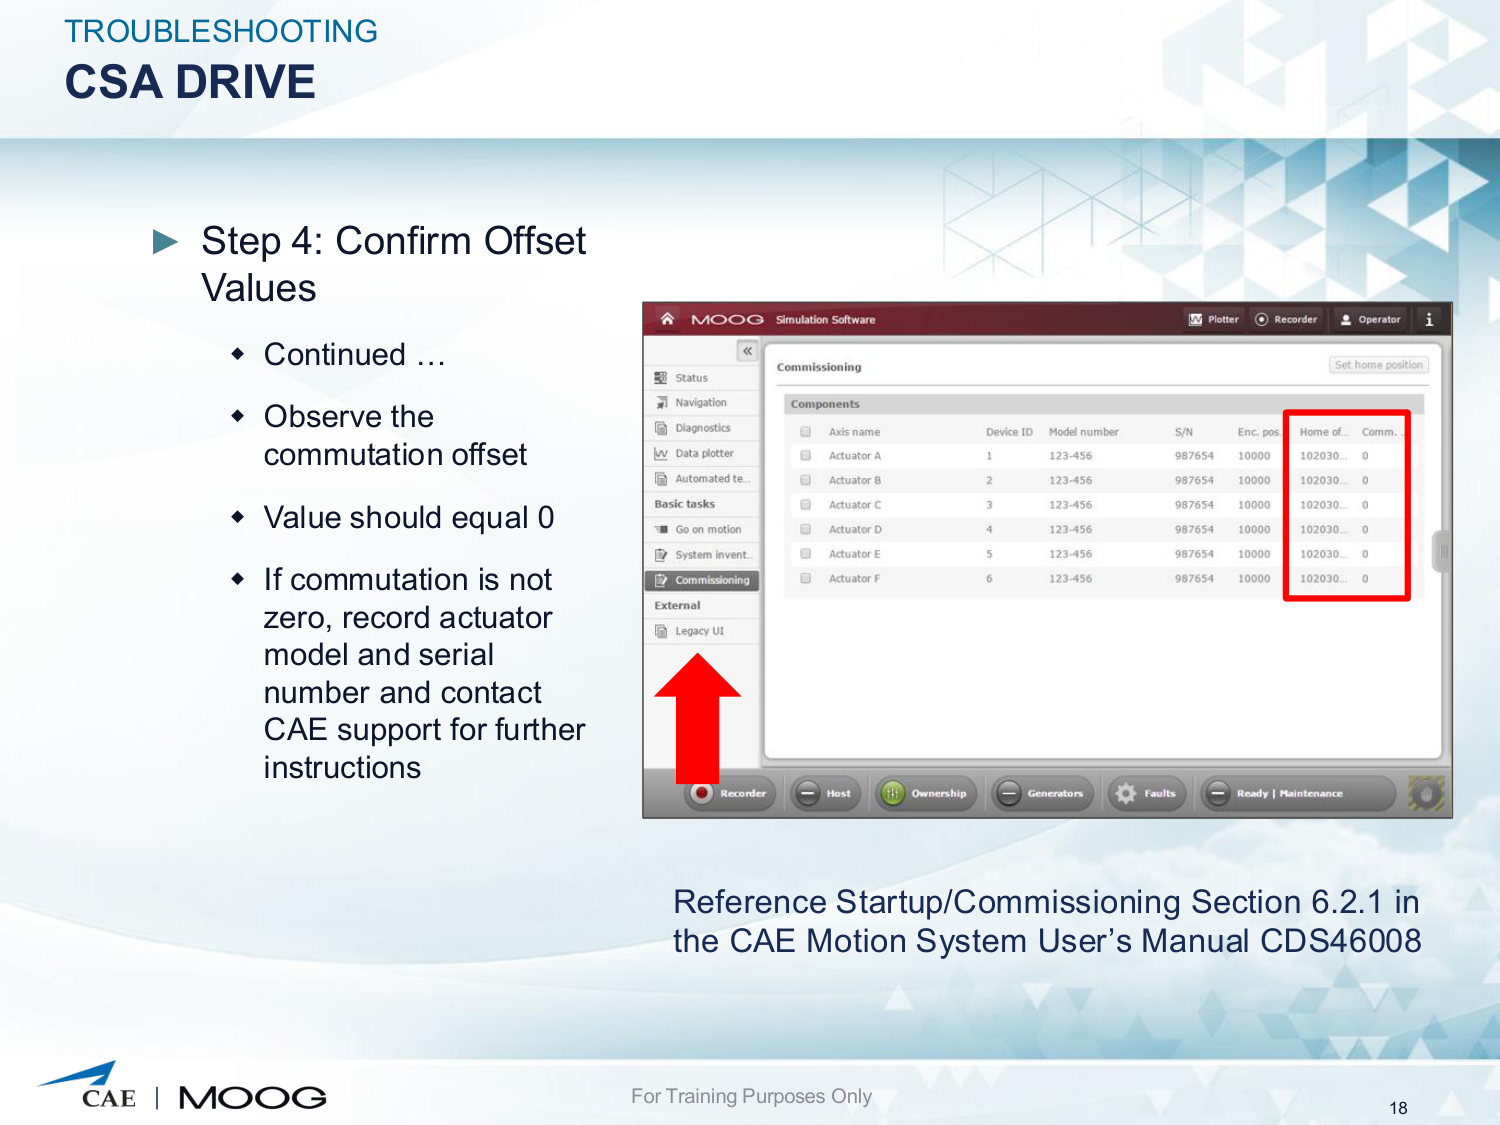 TROUBLESHOOTING
CSA DRIVE
► Step 4: Confirm Offset
Values
◆ Continued …
◆ Observe the
commutation offset
◆ Value should equal 0
◆ If commutation is not
zero, record actuator
model and serial
number and contact
CAE support for further
instructions
MOOG Simulation Software Plotter Recorder Operator i
«
Status
Navigation
Diagnostics
Data plotter
Automated te...
Basic tasks
Go on motion
System invent...
Commissioning
External
Legacy UI
Commissioning Set home position
Components
Axis name Device ID Model number S/N Enc. pos. Home of... Comm. .
Actuator A 1 123-456 987654 10000 102030... 0
Actuator B 2 123-456 987654 10000 102030... 0
Actuator C 3 123-456 987654 10000 102030... 0
Actuator D 4 123-456 987654 10000 102030... 0
Actuator E 5 123-456 987654 10000 102030... 0
Actuator F 6 123-456 987654 10000 102030... 0
Recorder Host Ownership Generators Faults Ready | Maintenance
Reference Startup/Commissioning Section 6.2.1 in
the CAE Motion System User’s Manual CDS46008
CAE | MOOG
For Training Purposes Only
18